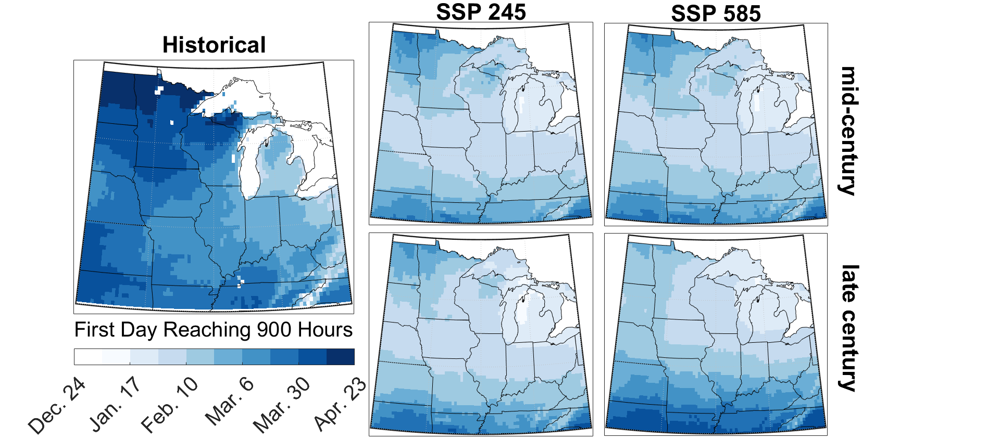 SSP 245
SSP 585
Historical
mid-century
late century
First Day Reaching 900 Hours
Dec. 24
Jan. 17
Feb. 10
Mar. 6
Mar. 30
Apr. 23